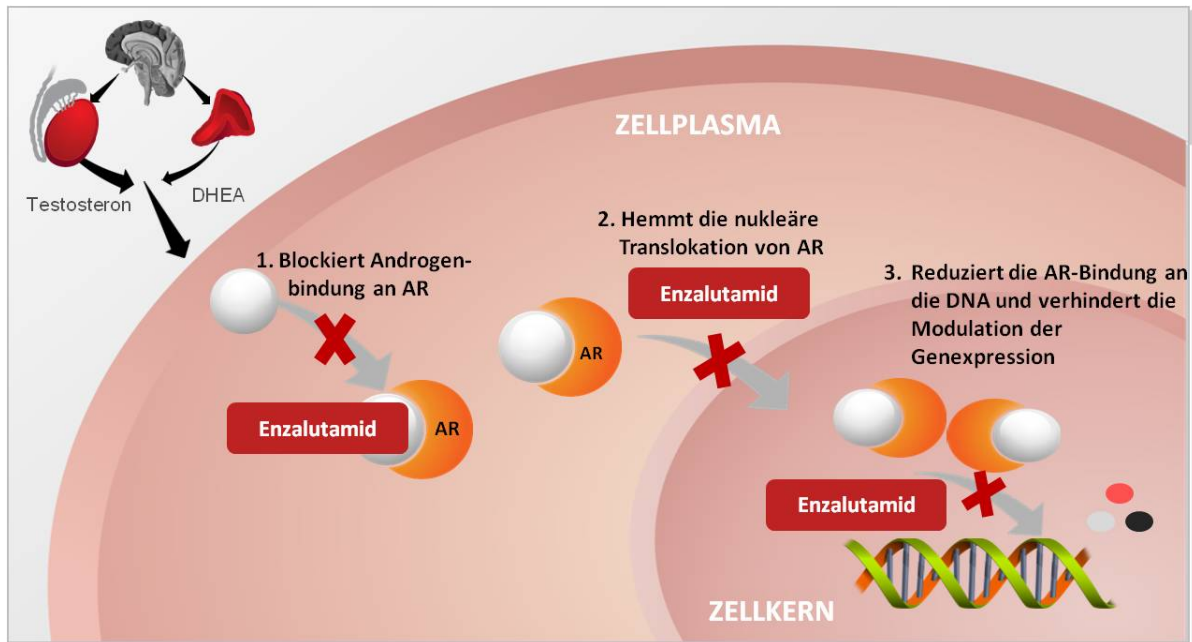 ZELLPLASMA
Testosteron
DHEA
1. Blockiert Androgen-
bindung an AR
Enzalutamid
AR
2. Hemmt die nukleäre
Translokation von AR
Enzalutamid
AR
3. Reduziert die AR-Bindung an
die DNA und verhindert die
Modulation der
Genexpression
Enzalutamid
ZELLKERN